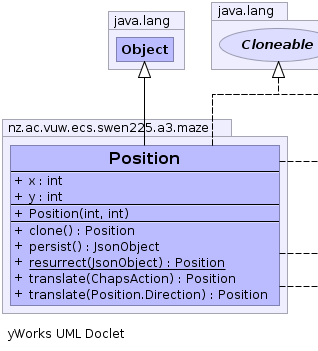 java.lang
java.lang
Object
Cloneable
nz.ac.vuw.ecs.swen225.a3.maze
Position
+ x : int
+ y : int
+ Position(int, int)
+ clone() : Position
+ persist() : JsonObject
+ resurrect(JsonObject) : Position
+ translate(ChapsAction) : Position
+ translate(Position.Direction) : Position
yWorks UML Doclet